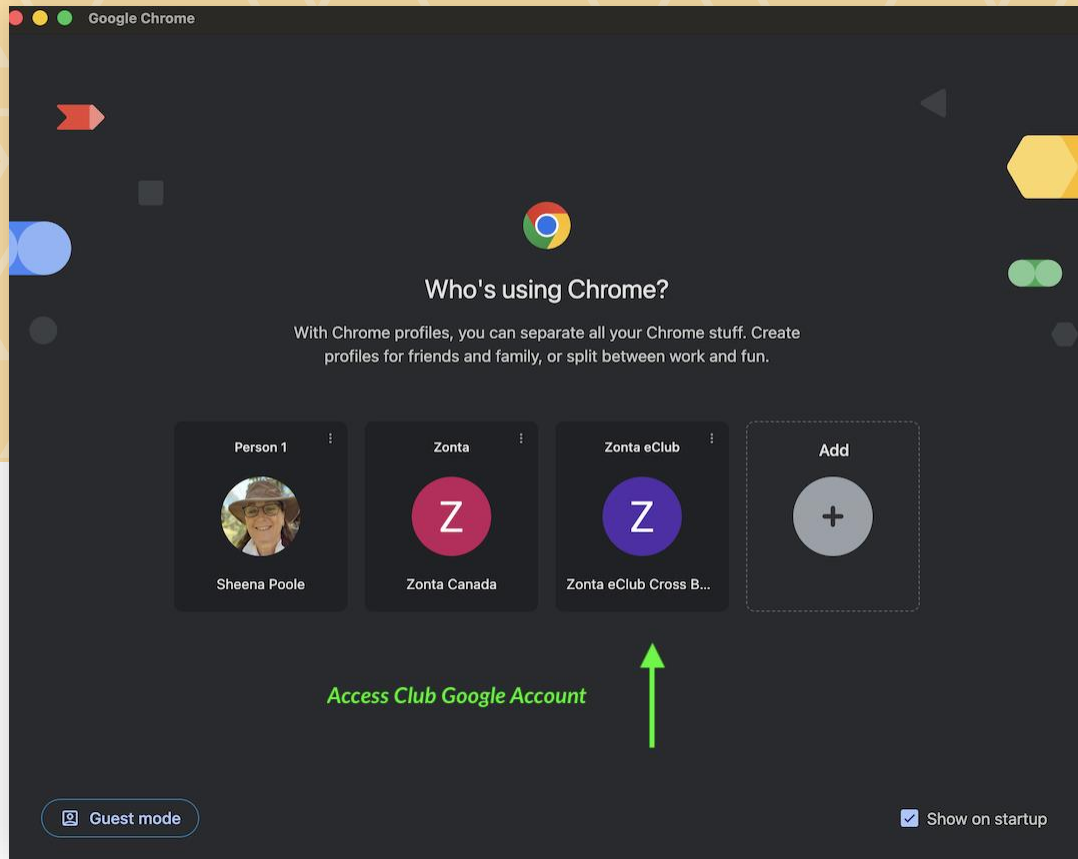 Google Chrome
Who's using Chrome?
With Chrome profiles, you can separate all your Chrome stuff. Create
profiles for friends and family, or split between work and fun.
Person 1
Zonta
Zonta eClub
Add
Z
Z
Sheena Poole
Zonta Canada
Zonta eClub Cross B...
Access Club Google Account
Guest mode
Show on startup